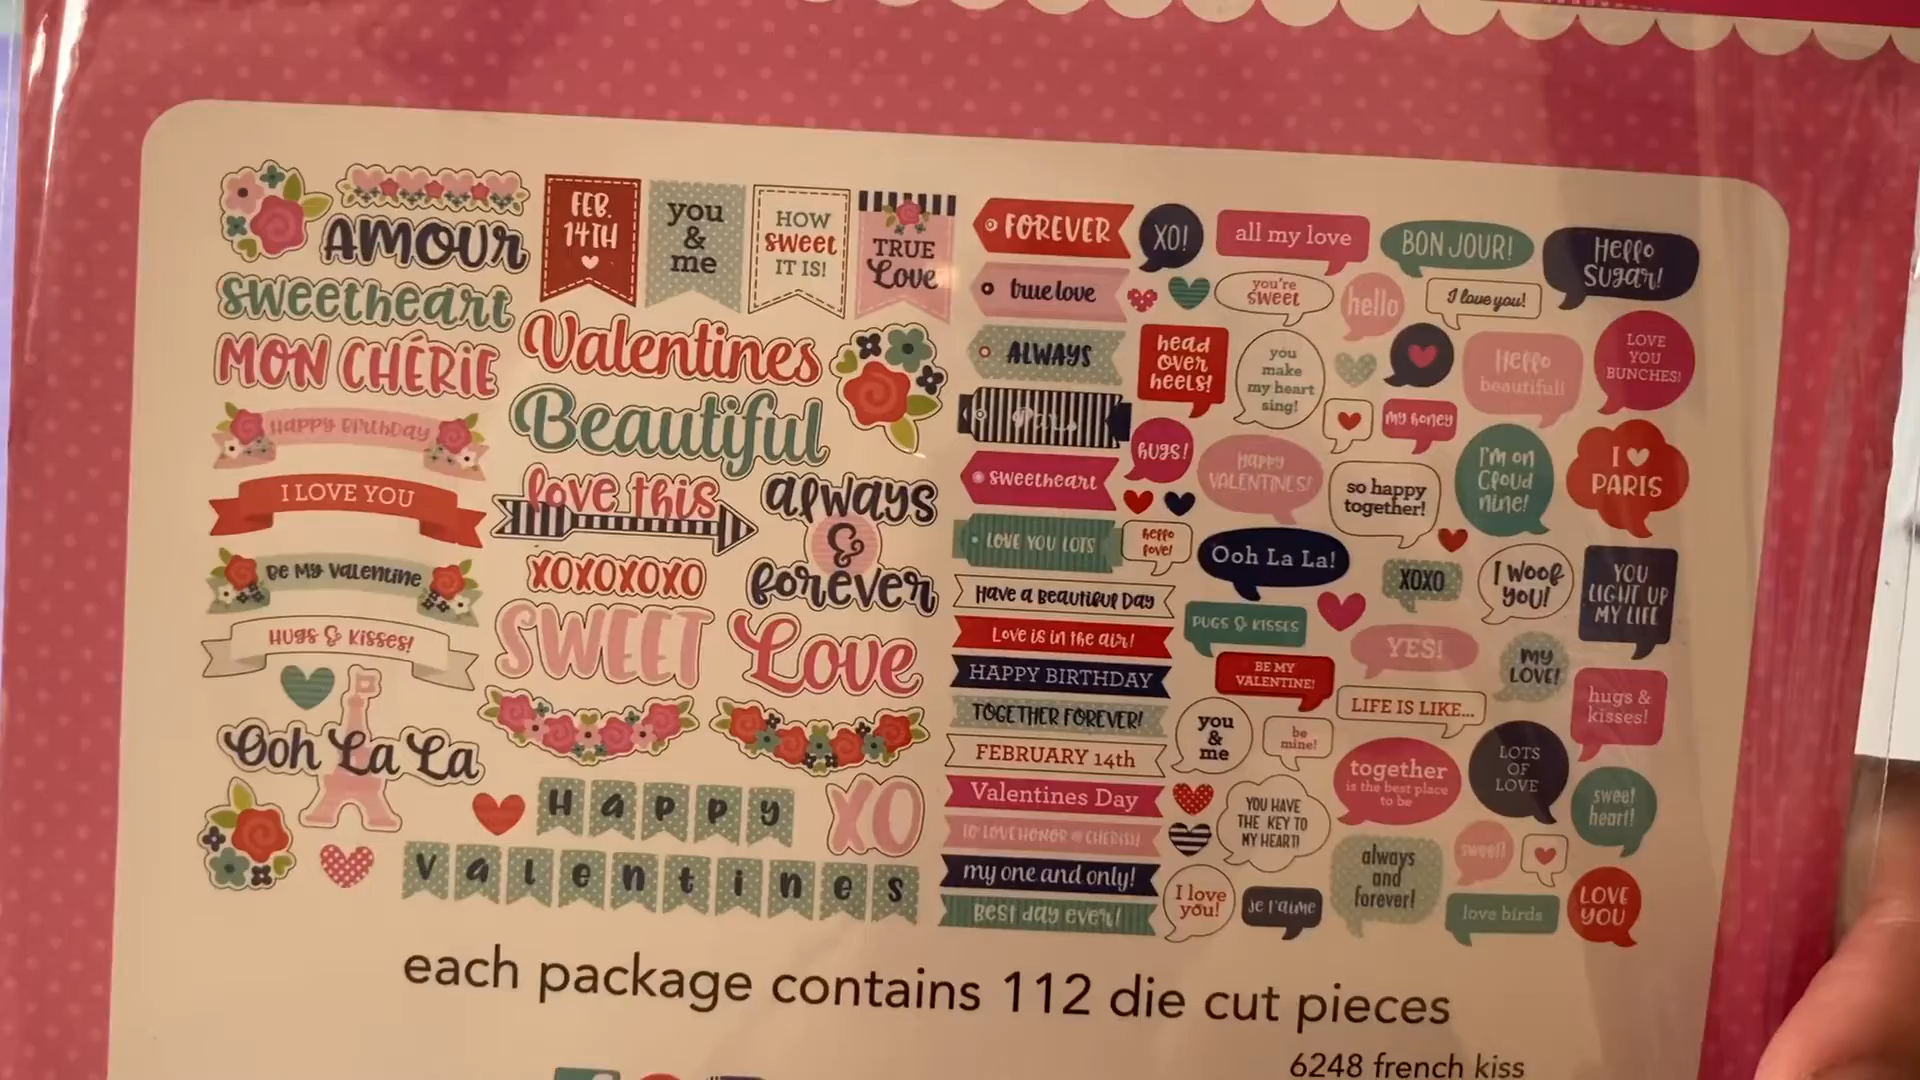 AMOUR
sweetheart
MON CHÉRIE
Happy Birthday
I LOVE YOU
Be My Valentine
Hugs & Kisses!
Ooh La La
FEB.
14TH
you
&
me
HOW
sweet
IT IS!
TRUE
Love
Valentines
Beautiful
love this
always
&
forever
XOXOXOXO
SWEET
Love
Happy
XO
Valentines
FOREVER
true love
ALWAYS
Paris
sweetheart
LOVE YOU LOTS
Have a Beautiful Day
Love is in the air!
HAPPY BIRTHDAY
TOGETHER FOREVER!
FEBRUARY 14th
Valentines Day
TO LOVE HONOR & CHERISH
my one and only!
Best day ever!
XO!
all my love
BON JOUR!
Hello
Sugar!
you're
sweet
hello
I love you!
head
over
heels!
you
make
my heart
sing!
Hello
beautiful!
LOVE
YOU
BUNCHES!
my honey
hugs!
Happy
VALENTINES!
so happy
together!
I'm on
Cloud
nine!
I
PARIS
hello
love!
Ooh La La!
XOXO
I woof
you!
YOU
LIGHT UP
MY LIFE
PUGS & KISSES
YES!
MY
LOVE!
BE MY
VALENTINE!
LIFE IS LIKE...
hugs &
kisses!
you
&
me
be
mine!
together
is the best place
to be
LOTS
OF
LOVE
sweet
heart!
YOU HAVE
THE KEY TO
MY HEART!
always
and
forever!
sweet!
I love
you!
Je t'aime
love birds
LOVE
YOU
each package contains 112 die cut pieces
6248 french kiss